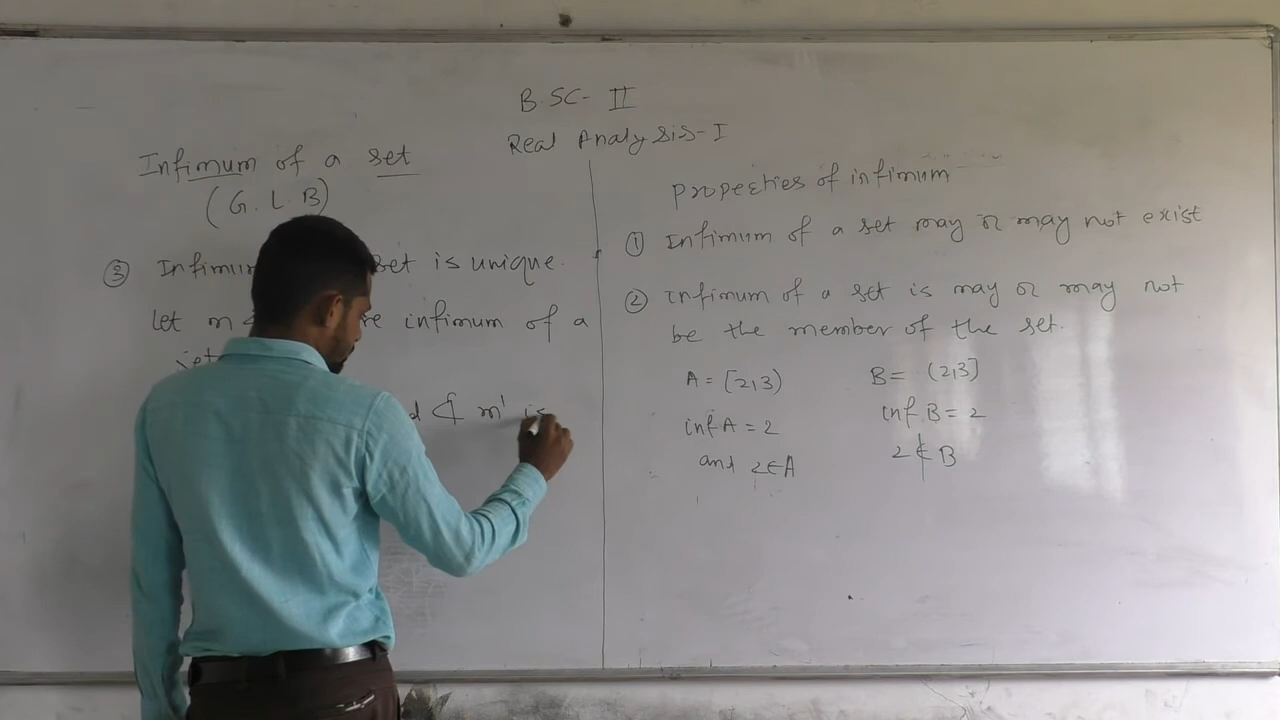 B.SC- II
Real Analysis-I
Infimum of a set
(G. L. B)
③ Infimum set is unique.
Let m infimum of a
set
& m' is
Properties of infimum
① Infimum of a set may or may not exist
② Infimum of a set is may or may not
be the member of the set.
A = [2,3) B = (2,3]
inf A = 2 inf B = 2
and 2∈A 2∉B